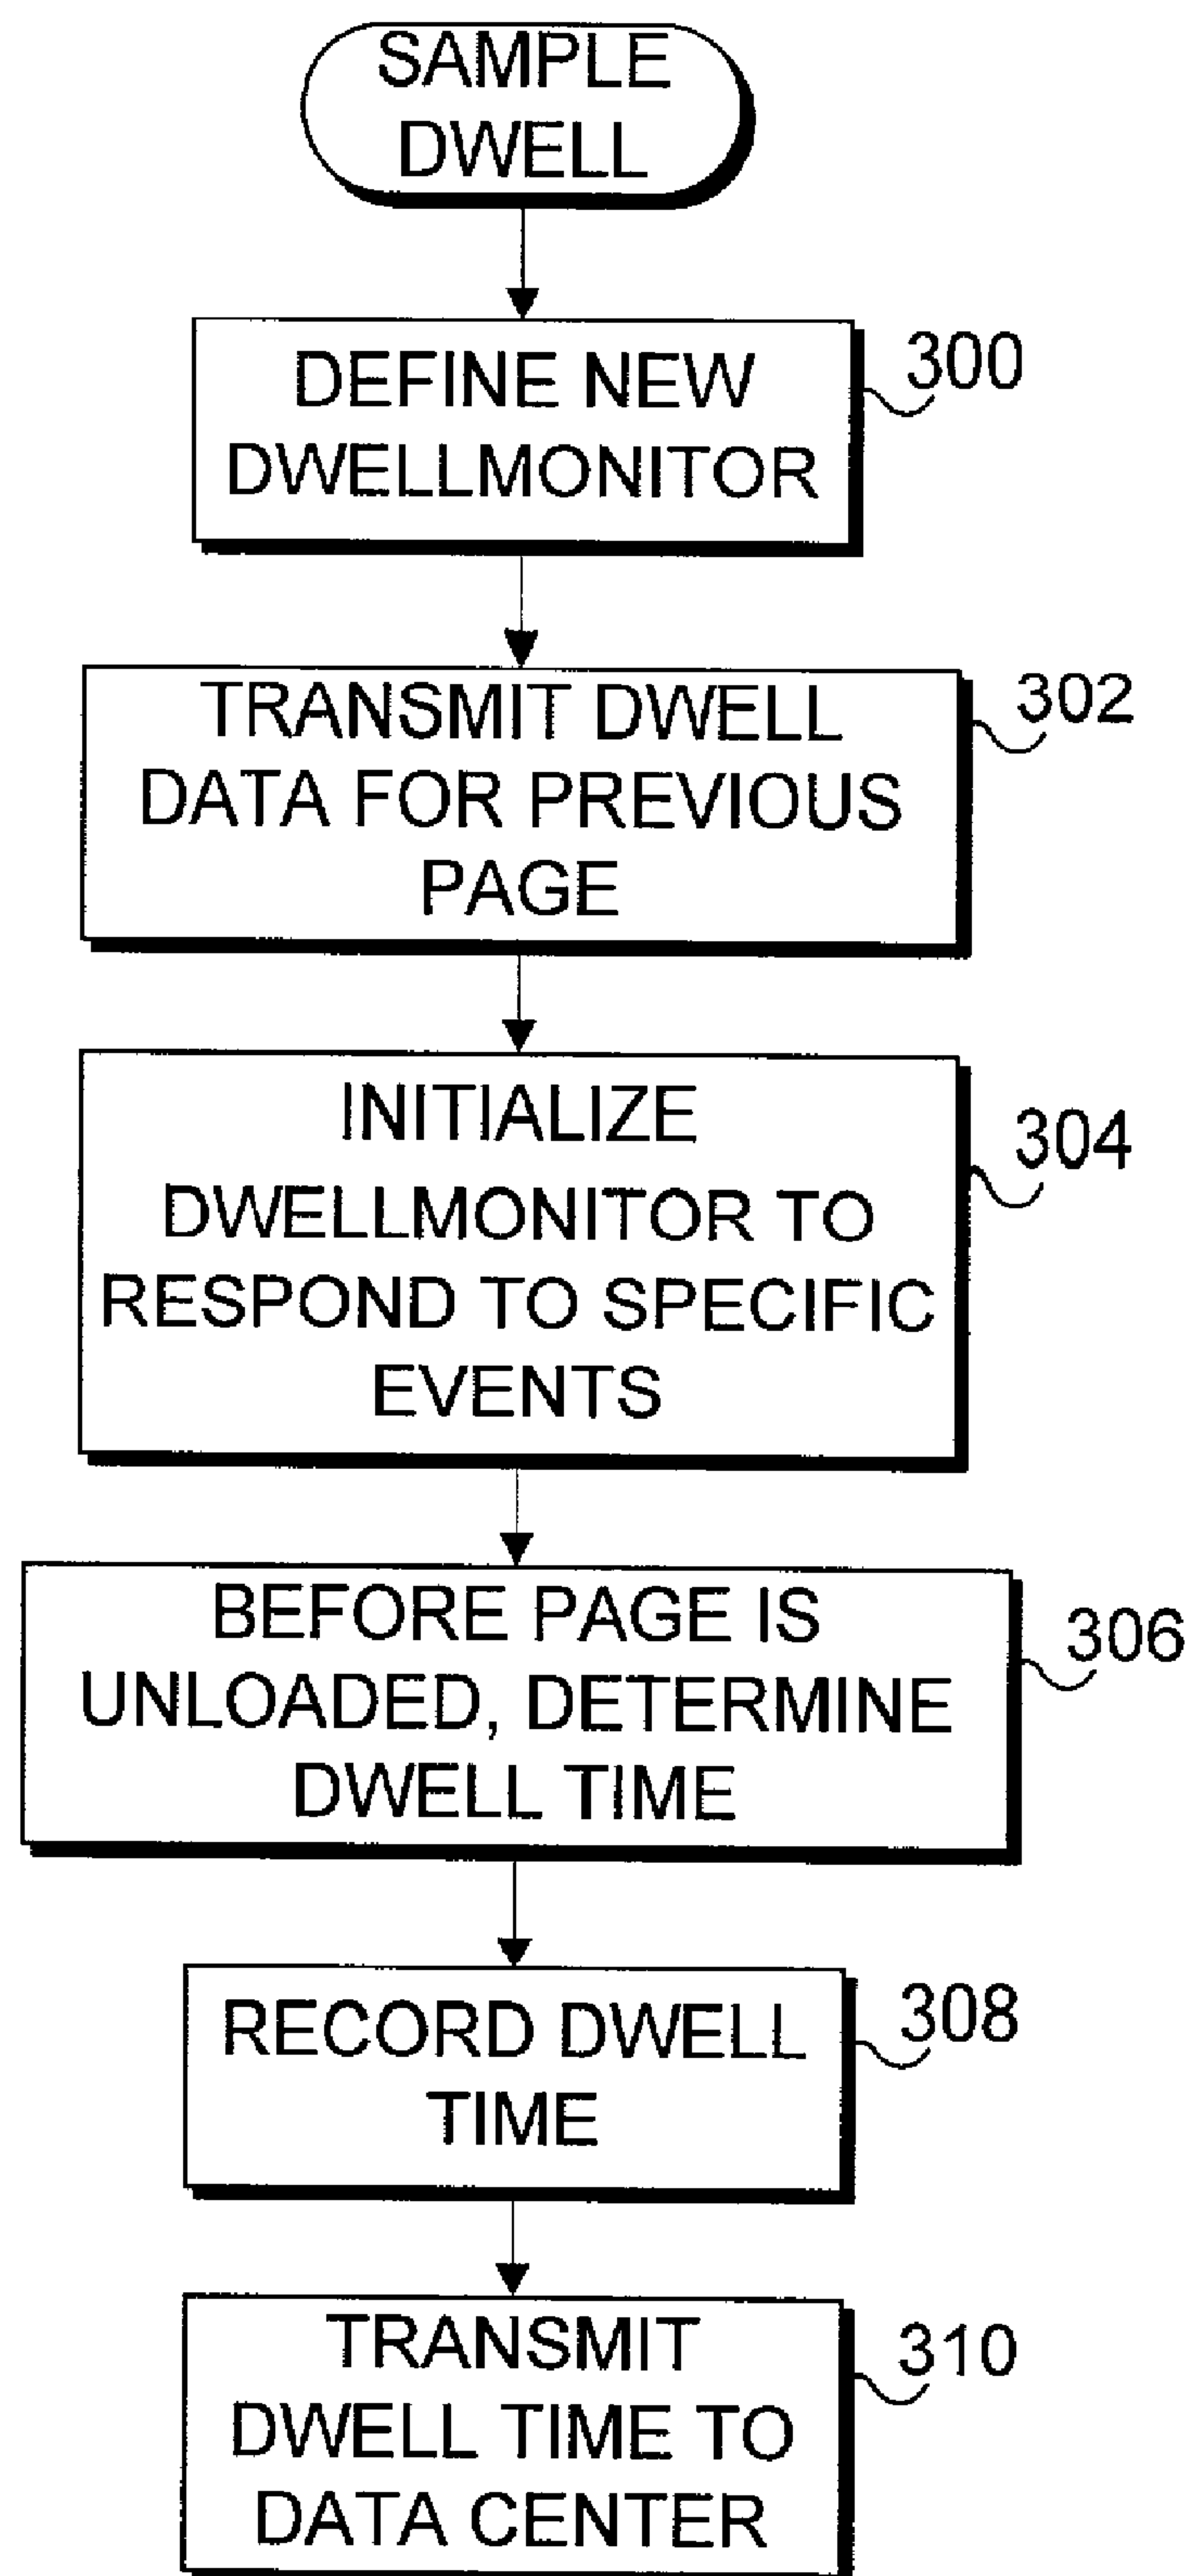 SAMPLE
DWELL
DEFINE NEW
DWELLMONITOR
300
TRANSMIT DWELL
DATA FOR PREVIOUS
PAGE
302
INITIALIZE
DWELLMONITOR TO
RESPOND TO SPECIFIC
EVENTS
304
BEFORE PAGE IS
UNLOADED, DETERMINE
DWELL TIME
306
RECORD DWELL
TIME
308
TRANSMIT
DWELL TIME TO
DATA CENTER
310